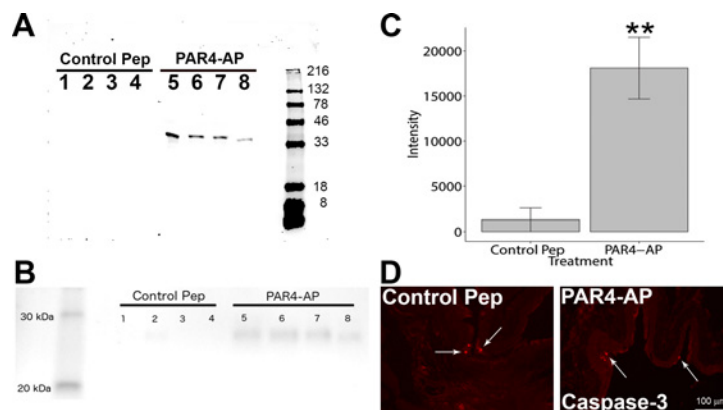 A
Control Pep PAR4-AP
1 2 3 4 5 6 7 8
216
132
78
46
33
18
8
B
Control Pep PAR4-AP
1 2 3 4 5 6 7 8
30 kDa
20 kDa
C
**
20000
15000
10000
5000
0
Intensity
Control Pep PAR4–AP
Treatment
D
Control Pep PAR4-AP
Caspase-3 100 µm